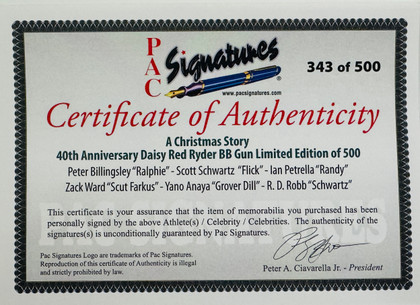 PAC Signatures ®
343 of 500
www.pacsignatures.com
Certificate of Authenticity
A Christmas Story
40th Anniversary Daisy Red Ryder BB Gun Limited Edition of 500
Peter Billingsley "Ralphie" - Scott Schwartz "Flick" - Ian Petrella "Randy"
Zack Ward "Scut Farkus" - Yano Anaya "Grover Dill" - R. D. Robb "Schwartz"
This certificate is your assurance that the item of memorabilia you purchased has been
personally signed by the above Athlete(s) / Celebrity / Celebrities. The authenticity of the
signatures(s) is unconditionally guaranteed by Pac Signatures.
Pac Signatures Logo are trademarks of Pac Signatures.
Reproduction of this certificate of Authenticity is illegal
and strictly prohibited by law.
Peter A. Ciavarella Jr. - President